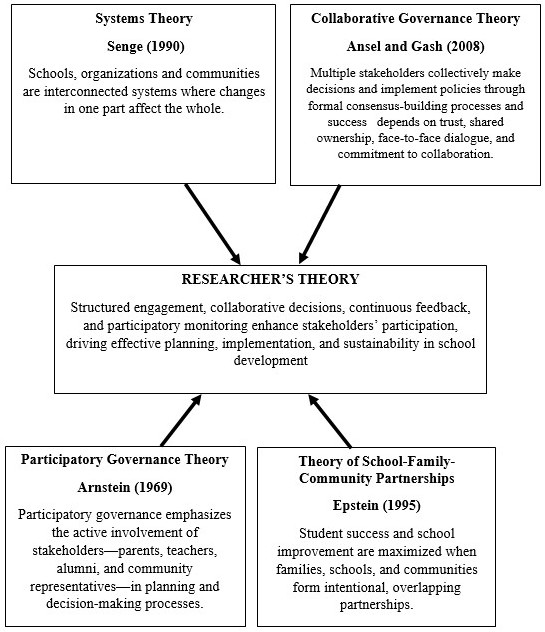 Systems Theory
Senge (1990)
Schools, organizations and communities
are interconnected systems where changes
in one part affect the whole.
Collaborative Governance Theory
Ansel and Gash (2008)
Multiple stakeholders collectively make
decisions and implement policies through
formal consensus-building processes and
success depends on trust, shared
ownership, face-to-face dialogue, and
commitment to collaboration.
RESEARCHER’S THEORY
Structured engagement, collaborative decisions, continuous feedback,
and participatory monitoring enhance stakeholders’ participation,
driving effective planning, implementation, and sustainability in school
development
Participatory Governance Theory
Arnstein (1969)
Participatory governance emphasizes
the active involvement of
stakeholders—parents, teachers,
alumni, and community
representatives—in planning and
decision-making processes.
Theory of School-Family-
Community Partnerships
Epstein (1995)
Student success and school
improvement are maximized when
families, schools, and communities
form intentional, overlapping
partnerships.